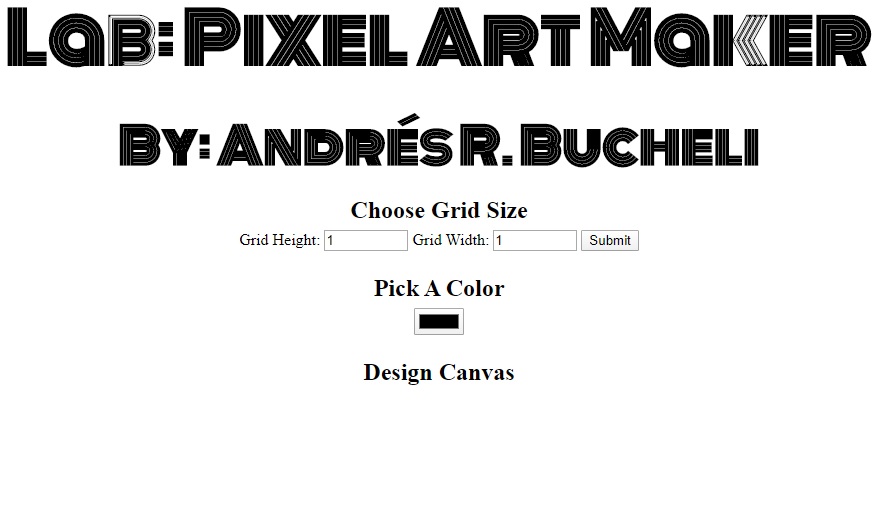 Lab: Pixel Art Maker
By: Andrés R. Bucheli
Choose Grid Size
Grid Height: 1 Grid Width: 1 Submit
Pick A Color
Design Canvas